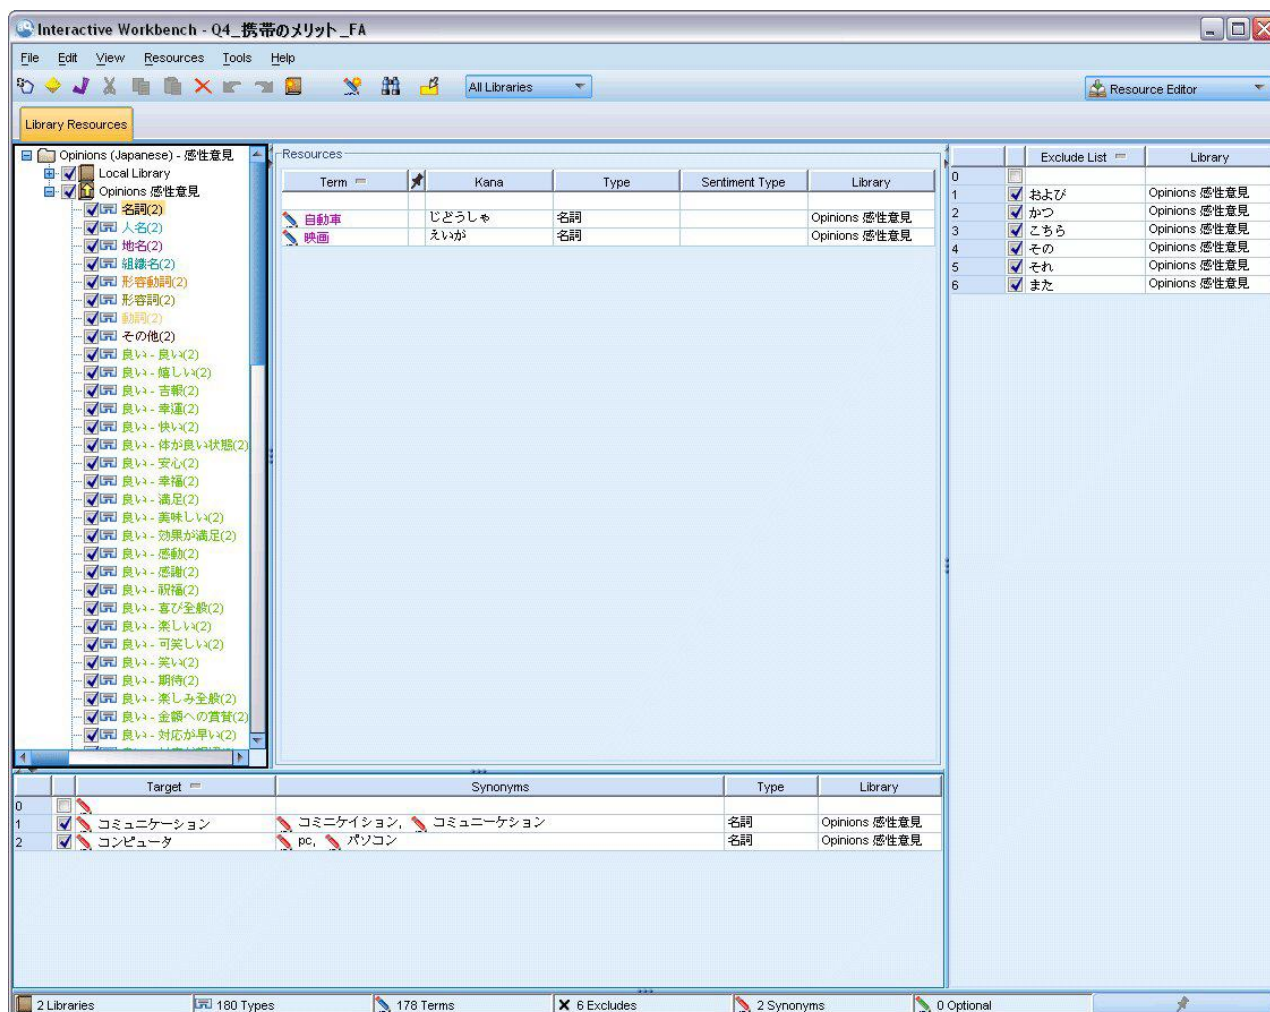 Interactive Workbench - Q4_携帯のメリット_FA
File Edit View Resources Tools Help
All Libraries
Resource Editor
Library Resources
Opinions (Japanese) - 感性意見
Local Library
Opinions 感性意見
名詞(2)
人名(2)
地名(2)
組織名(2)
形容動詞(2)
形容詞(2)
動詞(2)
その他(2)
良い - 良い(2)
良い - 嬉しい(2)
良い - 吉報(2)
良い - 幸運(2)
良い - 快い(2)
良い - 体が良い状態(2)
良い - 安心(2)
良い - 幸福(2)
良い - 満足(2)
良い - 美味しい(2)
良い - 効果が満足(2)
良い - 感動(2)
良い - 感謝(2)
良い - 祝福(2)
良い - 喜び全般(2)
良い - 楽しい(2)
良い - 可笑しい(2)
良い - 笑い(2)
良い - 期待(2)
良い - 楽しみ全般(2)
良い - 金額への賞賛(2)
良い - 対応が早い(2)
Resources
Term Kana Type Sentiment Type Library
自動車 じどうしゃ 名詞 Opinions 感性意見
映画 えいが 名詞 Opinions 感性意見
Exclude List Library
0
1 および Opinions 感性意見
2 かつ Opinions 感性意見
3 こちら Opinions 感性意見
4 その Opinions 感性意見
5 それ Opinions 感性意見
6 また Opinions 感性意見
Target Synonyms Type Library
0
1 コミュニケーション コミニケイション, コミュニーケション 名詞 Opinions 感性意見
2 コンピュータ pc, パソコン 名詞 Opinions 感性意見
2 Libraries 180 Types 178 Terms 6 Excludes 2 Synonyms 0 Optional